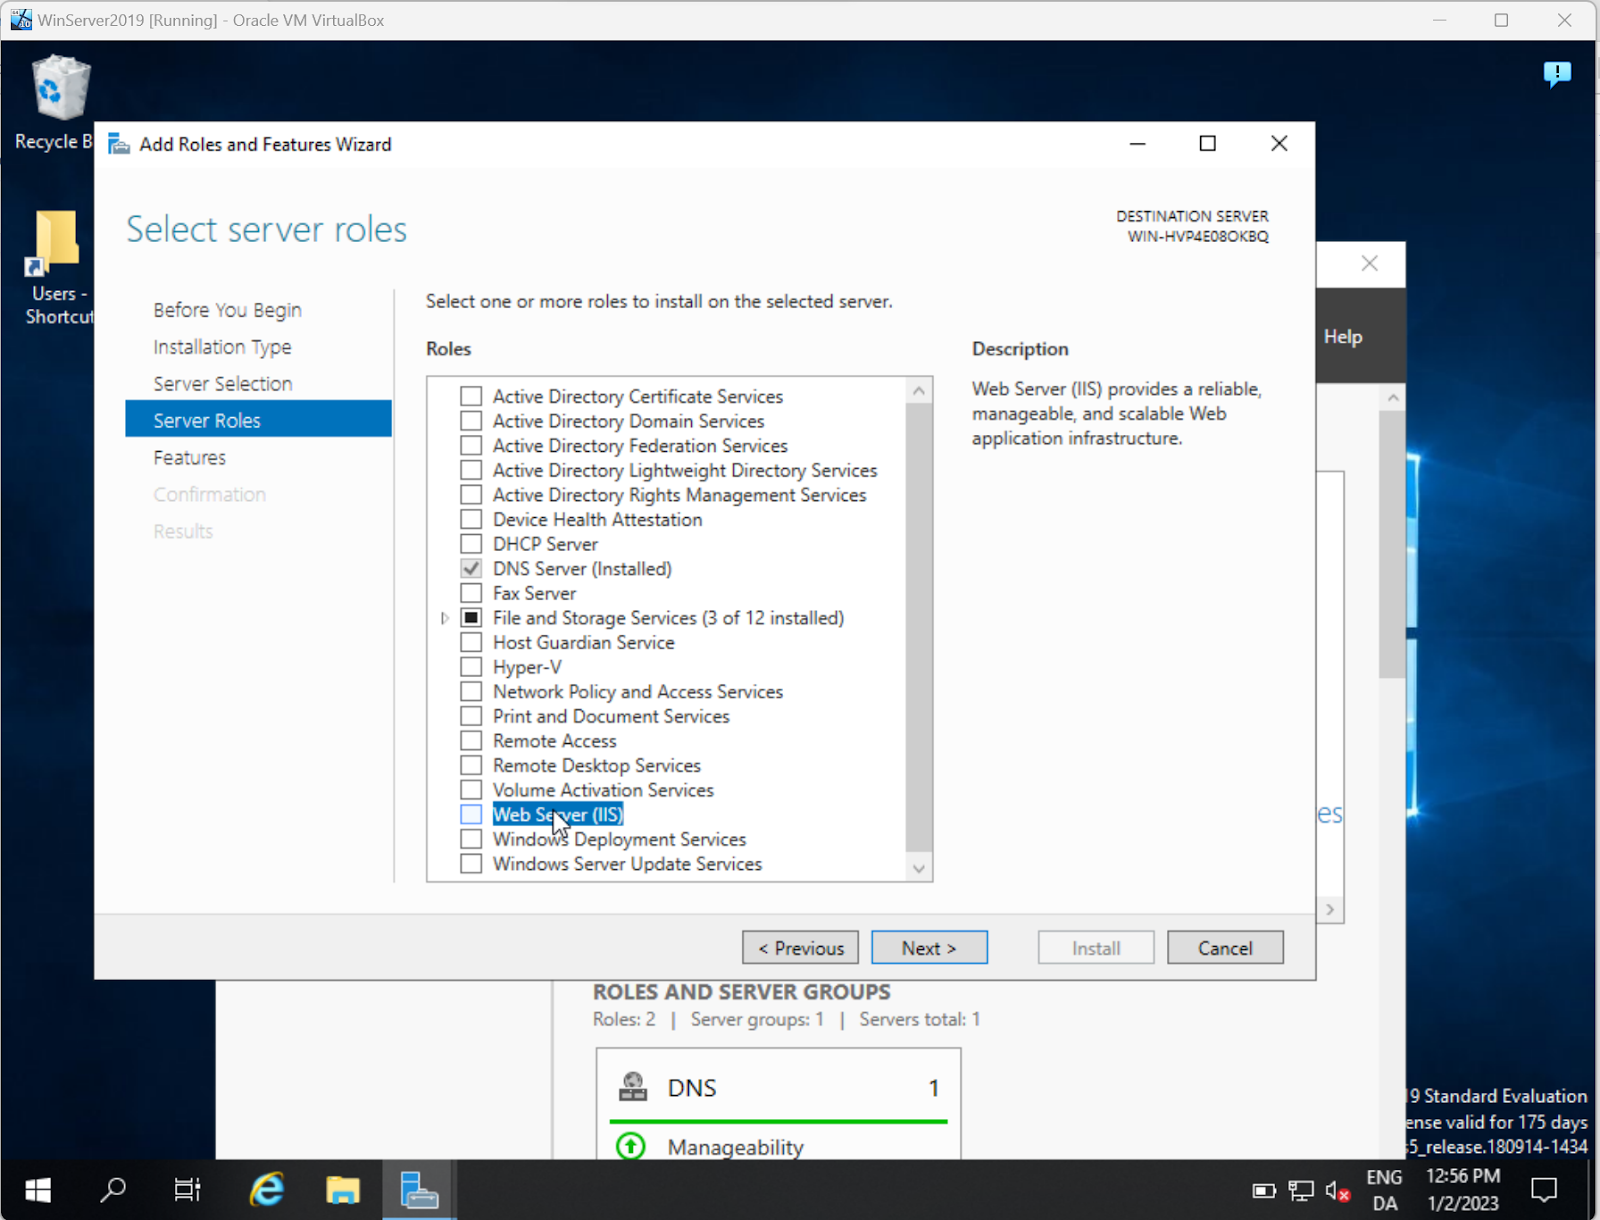 WinServer2019 [Running] - Oracle VM VirtualBox
Recycle B
Users -
Shortcut
Add Roles and Features Wizard
Select server roles
DESTINATION SERVER
WIN-HVP4E08OKBQ
Before You Begin
Installation Type
Server Selection
Server Roles
Features
Confirmation
Results
Select one or more roles to install on the selected server.
Roles
Active Directory Certificate Services
Active Directory Domain Services
Active Directory Federation Services
Active Directory Lightweight Directory Services
Active Directory Rights Management Services
Device Health Attestation
DHCP Server
DNS Server (Installed)
Fax Server
File and Storage Services (3 of 12 installed)
Host Guardian Service
Hyper-V
Network Policy and Access Services
Print and Document Services
Remote Access
Remote Desktop Services
Volume Activation Services
Web Server (IIS)
Windows Deployment Services
Windows Server Update Services
Description
Web Server (IIS) provides a reliable,
manageable, and scalable Web
application infrastructure.
Help
es
< Previous
Next >
Install
Cancel
ROLES AND SERVER GROUPS
Roles: 2 | Server groups: 1 | Servers total: 1
DNS 1
Manageability
19 Standard Evaluation
ense valid for 175 days
s5_release.180914-1434
ENG
DA
12:56 PM
1/2/2023